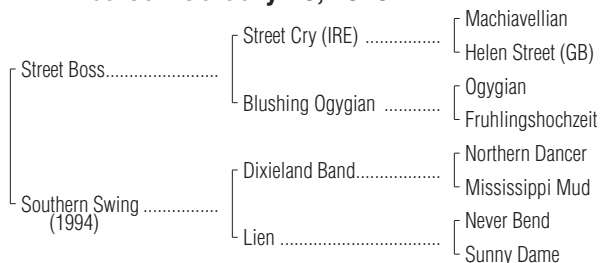 Machiavellian
Street Cry (IRE) ................
Helen Street (GB)
Street Boss........................
Ogygian
Blushing Ogygian ............
Fruhlingshochzeit
Northern Dancer
Dixieland Band..................
Mississippi Mud
Southern Swing ................
(1994)
Never Bend
Lien ..................................
Sunny Dame